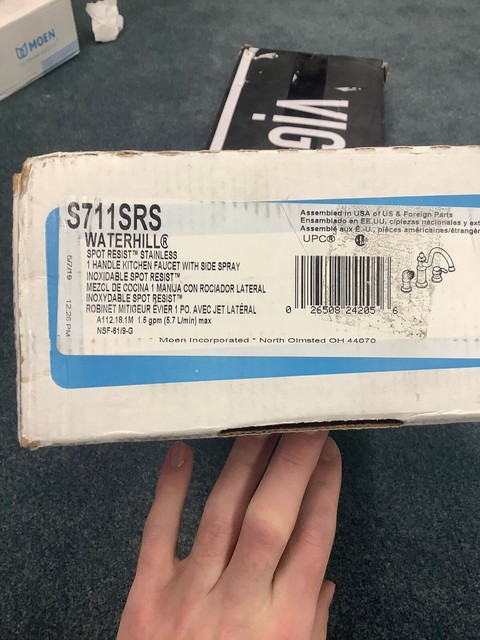 MOEN
VIG
S711SRS
WATERHILL®
SPOT RESIST™ STAINLESS
1 HANDLE KITCHEN FAUCET WITH SIDE SPRAY
INOXIDABLE SPOT RESIST™
MEZCL DE COCINA 1 MANIJA CON ROCIADOR LATERAL
INOXYDABLE SPOT RESIST™
ROBINET MITIGEUR ÉVIER 1 PO. AVEC JET LATÉRAL
A112.18.1M 1.5 gpm (5.7 L/min) max
NSF-61/9-G
5/7/19 12:25 PM
Assembled in USA of US & Foreign Parts
Ensamblado en EE.UU. c/piezas nacionales y ext
Assemblé aux É.-U., pièces américaines/étrangèr
UPC®
0 26508 24205 6
Moen Incorporated * North Olmsted OH 44070